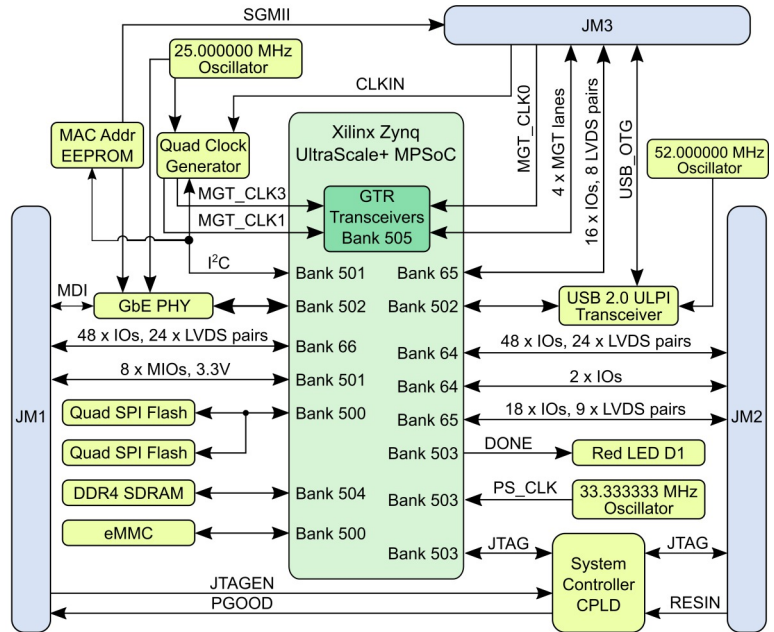 SGMII
JM3
25.000000 MHz
Oscillator
CLKIN
MAC Addr
EEPROM
Quad Clock
Generator
Xilinx Zynq
UltraScale+ MPSoC
MGT_CLK0
4 x MGT lanes
16 x IOs, 8 LVDS pairs
USB_OTG
52.000000 MHz
Oscillator
MGT_CLK3
MGT_CLK1
GTR
Transceivers
Bank 505
I²C
Bank 501
Bank 65
MDI
GbE PHY
Bank 502
Bank 502
USB 2.0 ULPI
Transceiver
48 x IOs, 24 x LVDS pairs
Bank 66
Bank 64
48 x IOs, 24 x LVDS pairs
8 x MIOs, 3.3V
Bank 501
Bank 64
2 x IOs
JM1
JM2
Quad SPI Flash
Bank 500
Bank 65
18 x IOs, 9 x LVDS pairs
Quad SPI Flash
Bank 503
DONE
Red LED D1
DDR4 SDRAM
Bank 504
Bank 503
PS_CLK
33.333333 MHz
Oscillator
eMMC
Bank 500
Bank 503
JTAG
System
Controller
CPLD
JTAG
JTAGEN
PGOOD
RESIN